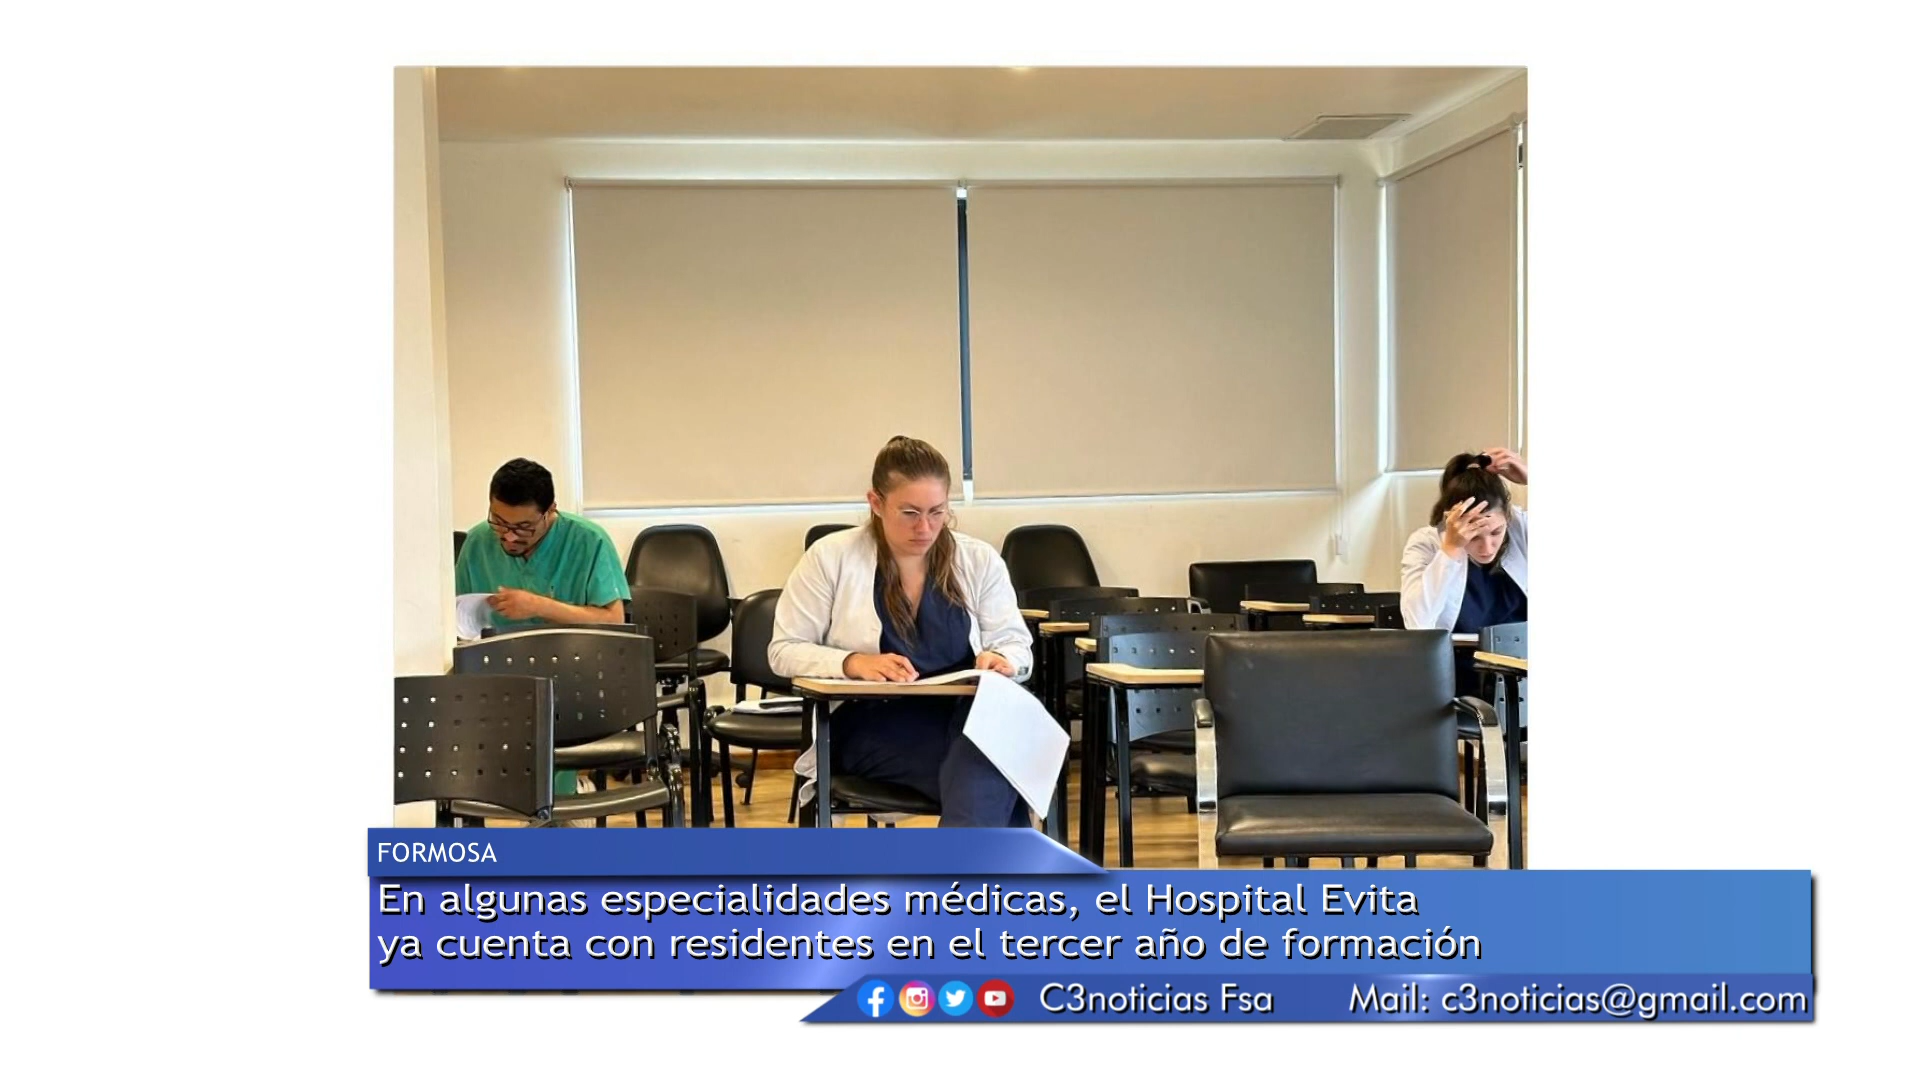 FORMOSA
En algunas especialidades médicas, el Hospital Evita
ya cuenta con residentes en el tercer año de formación
C3noticias Fsa Mail: c3noticias@gmail.com